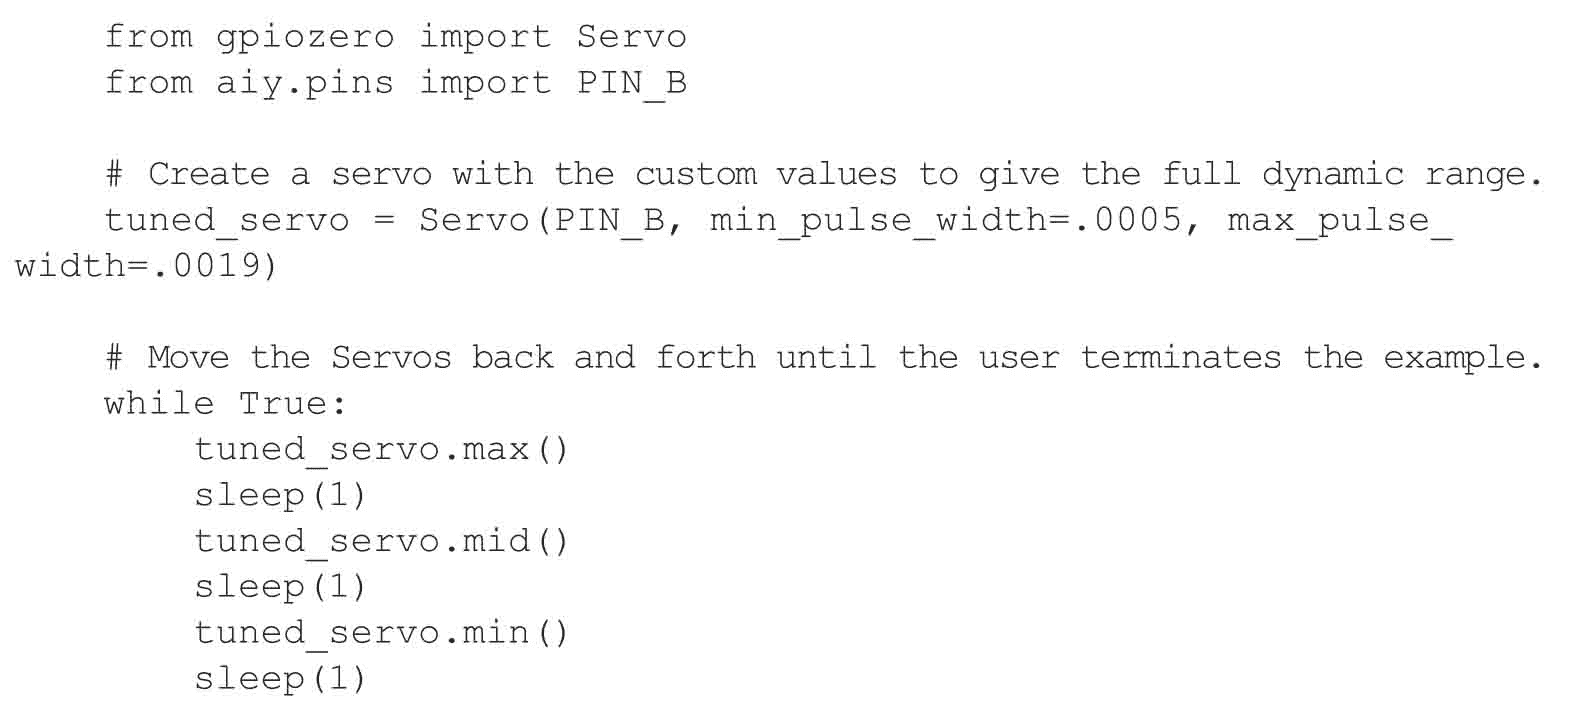 from gpiozero import Servo
from aiy.pins import PIN_B
# Create a servo with the custom values to give the full dynamic range.
tuned_servo = Servo(PIN_B, min_pulse_width=.0005, max_pulse_
width=.0019)
# Move the Servos back and forth until the user terminates the example.
while True:
tuned_servo.max()
sleep(1)
tuned_servo.mid()
sleep(1)
tuned_servo.min()
sleep(1)